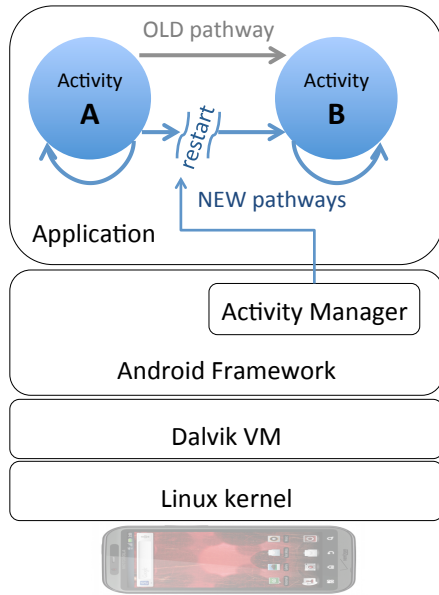 OLD pathway
Activity
A
Activity
B
restart
NEW pathways
Application
Activity Manager
Android Framework
Dalvik VM
Linux kernel